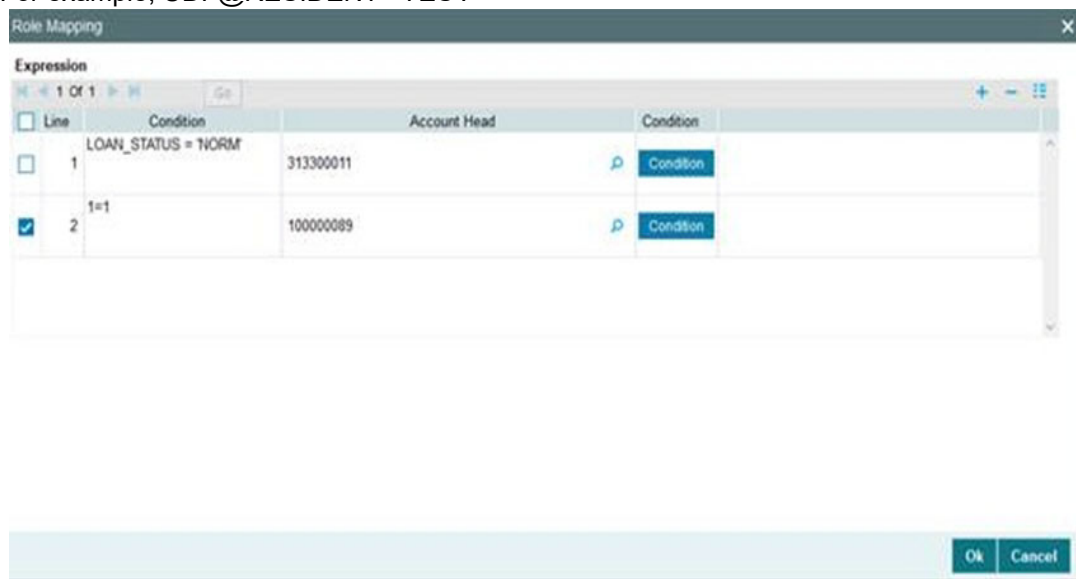 Role Mapping
Expression
1 Of 1 Go
Line Condition Account Head Condition
LOAN_STATUS = 'NORM'
1 313300011 Condition
1=1
2 100000089 Condition
Ok Cancel